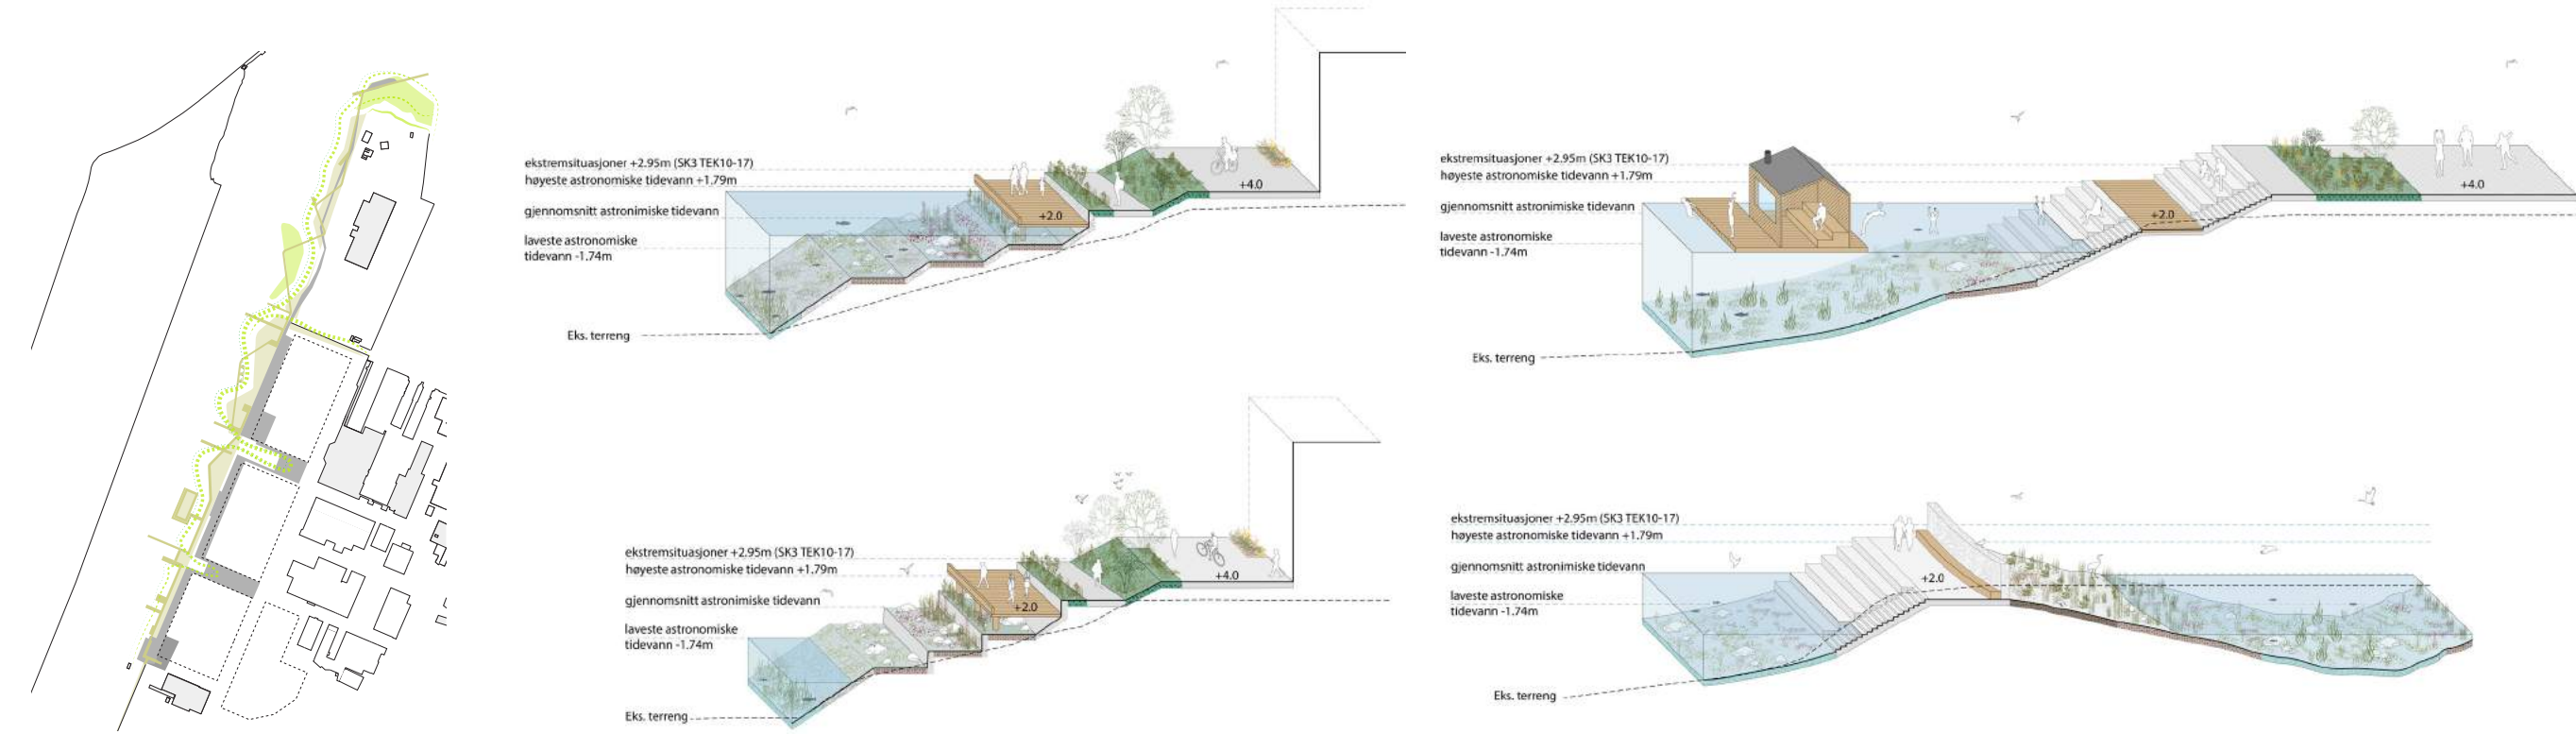 ekstremsituasjoner +2.95m (SK3 TEK10-17)
høyeste astronomiske tidevann +1.79m
gjennomsnitt astronimiske tidevann
laveste astronomiske
tidevann -1.74m
Eks. terreng
+2.0
+4.0
ekstremsituasjoner +2.95m (SK3 TEK10-17)
høyeste astronomiske tidevann +1.79m
gjennomsnitt astronimiske tidevann
laveste astronomiske
tidevann -1.74m
Eks. terreng
+2.0
+4.0
ekstremsituasjoner +2.95m (SK3 TEK10-17)
høyeste astronomiske tidevann +1.79m
gjennomsnitt astronimiske tidevann
laveste astronomiske
tidevann -1.74m
Eks. terreng
+2.0
+4.0
ekstremsituasjoner +2.95m (SK3 TEK10-17)
høyeste astronomiske tidevann +1.79m
gjennomsnitt astronimiske tidevann
laveste astronomiske
tidevann -1.74m
Eks. terreng
+2.0